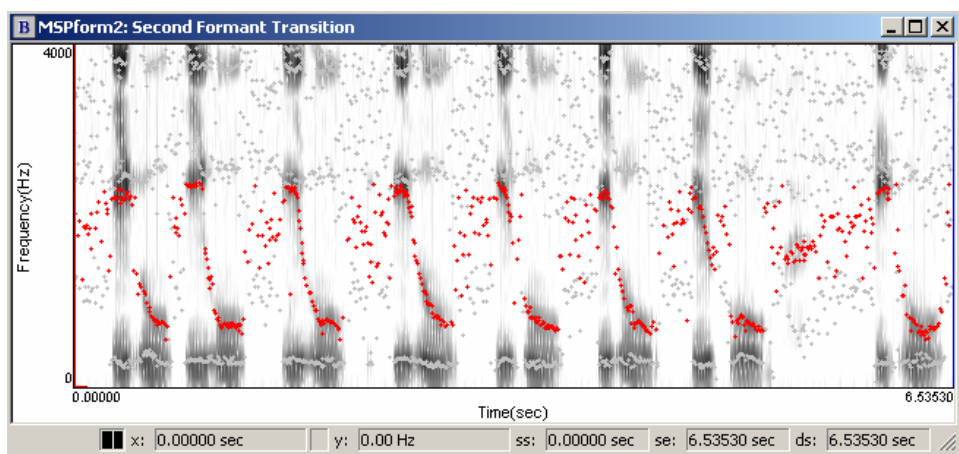 B MSPform2: Second Formant Transition
4000
Frequency(Hz)
0
0.00000 6.53530
Time(sec)
x: 0.00000 sec y: 0.00 Hz ss: 0.00000 sec se: 6.53530 sec ds: 6.53530 sec